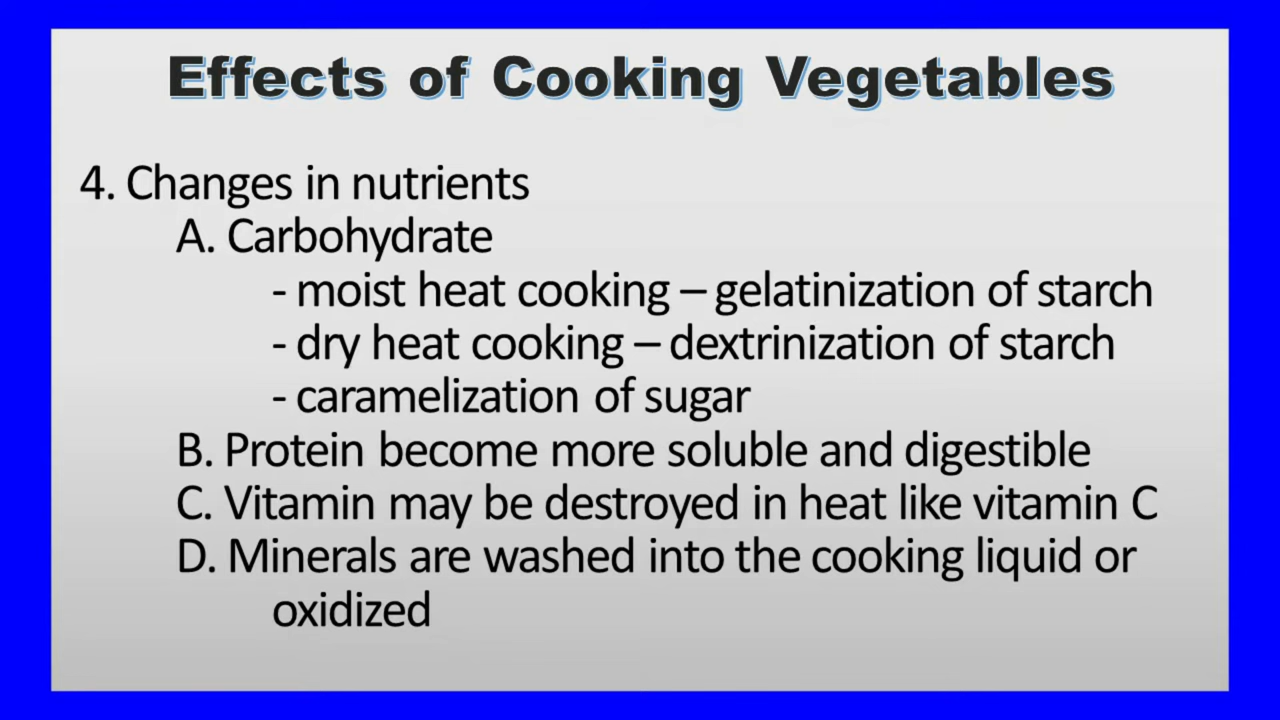 Effects of Cooking Vegetables
4. Changes in nutrients
A. Carbohydrate
- moist heat cooking – gelatinization of starch
- dry heat cooking – dextrinization of starch
- caramelization of sugar
B. Protein become more soluble and digestible
C. Vitamin may be destroyed in heat like vitamin C
D. Minerals are washed into the cooking liquid or
oxidized